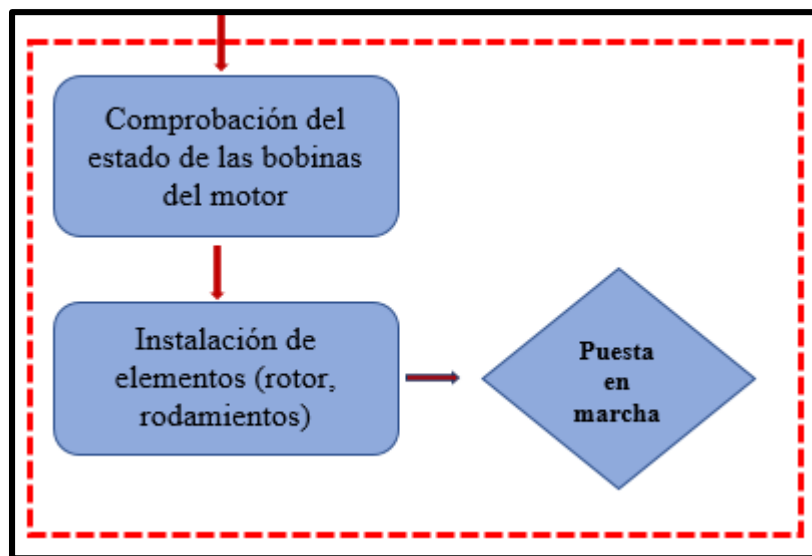 Comprobación del
estado de las bobinas
del motor
Instalación de
elementos (rotor,
rodamientos)
Puesta
en
marcha